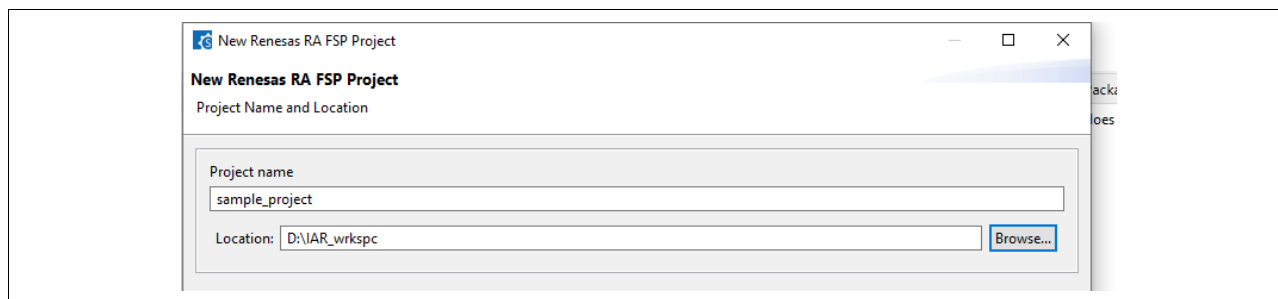 New Renesas RA FSP Project
New Renesas RA FSP Project
Project Name and Location
Project name
sample_project
Location: D:\IAR_wrkspc Browse...